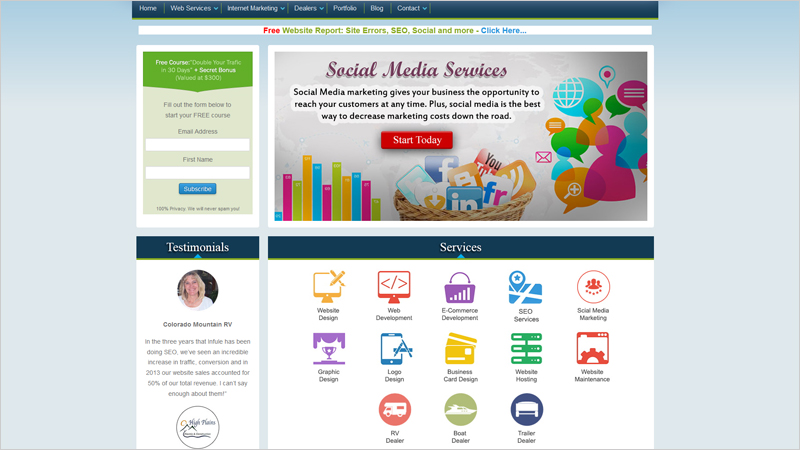 Home Web Services Internet Marketing Dealers Portfolio Blog Contact
Free Website Report: Site Errors, SEO, Social and more - Click Here...
Free Course:"Double Your Traffic
in 30 Days" + Secret Bonus
(Valued at $300)
Fill out the form below to
start your FREE course
Email Address
First Name
Subscribe
100% Privacy. We will never spam you!
Social Media Services
Social Media marketing gives your business the opportunity to
reach your customers at any time. Plus, social media is the best
way to decrease marketing costs down the road.
Start Today
You
in
fr
Testimonials
Colorado Mountain RV
In the three years that Infule has been
doing SEO, we've seen an incredible
increase in traffic, conversion and in
2013 our website sales accounted for
50% of our total revenue. I can't say
enough about them!"
High Plains
Services
Website
Design
Web
Development
E-Commerce
Development
SEO
Services
Scial Media
Marketing
Graphic
Design
Logo
Design
Business
Card Design
Website
Hosting
Website
Maintenance
RV
Dealer
Boat
Dealer
Trailer
Dealer